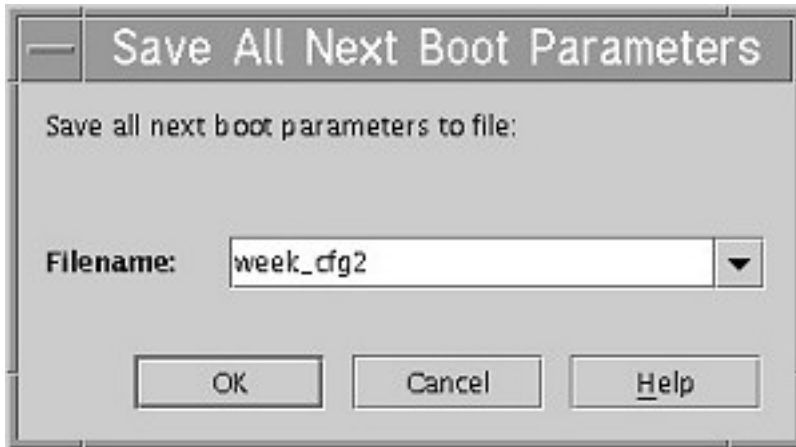 Save All Next Boot Parameters
Save all next boot parameters to file:
Filename: week_cfg2
OK Cancel Help